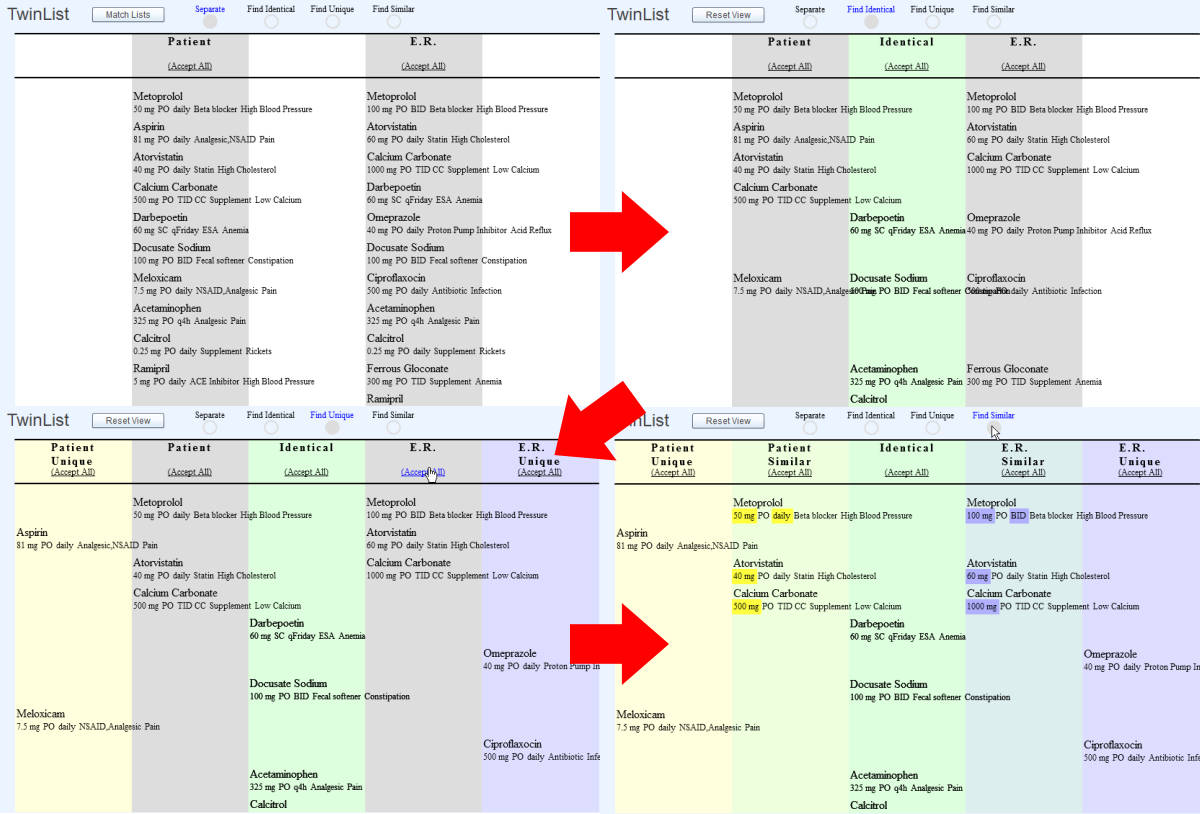 TwinList Match Lists Separate Find Identical Find Unique Find Similar
Patient E.R.
(Accept All) (Accept All)
Metoprolol Metoprolol
50 mg PO daily Beta blocker High Blood Pressure 100 mg PO BID Beta blocker High Blood Pressure
Aspirin Atorvistatin
81 mg PO daily Analgesic,NSAID Pain 60 mg PO daily Statin High Cholesterol
Atorvistatin Calcium Carbonate
40 mg PO daily Statin High Cholesterol 1000 mg PO TID CC Supplement Low Calcium
Calcium Carbonate Darbepoetin
500 mg PO TID CC Supplement Low Calcium 60 mg SC qFriday ESA Anemia
Darbepoetin Omeprazole
60 mg SC qFriday ESA Anemia 40 mg PO daily Proton Pump Inhibitor Acid Reflux
Docusate Sodium Docusate Sodium
100 mg PO BID Fecal softener Constipation 100 mg PO BID Fecal softener Constipation
Meloxicam Ciproflaxocin
7.5 mg PO daily NSAID,Analgesic Pain 500 mg PO daily Antibiotic Infection
Acetaminophen Acetaminophen
325 mg PO q4h Analgesic Pain 325 mg PO q4h Analgesic Pain
Calcitrol Calcitrol
0.25 mg PO daily Supplement Rickets 0.25 mg PO daily Supplement Rickets
Ramipril Ferrous Gloconate
5 mg PO daily ACE Inhibitor High Blood Pressure 300 mg PO TID Supplement Anemia
Ramipril
TwinList Reset View Separate Find Identical Find Unique Find Similar
Patient Identical E.R.
(Accept All) (Accept All) (Accept All)
Metoprolol Metoprolol
50 mg PO daily Beta blocker High Blood Pressure 100 mg PO BID Beta blocker High Blood Pressure
Aspirin Atorvistatin
81 mg PO daily Analgesic,NSAID Pain 60 mg PO daily Statin High Cholesterol
Atorvistatin Calcium Carbonate
40 mg PO daily Statin High Cholesterol 1000 mg PO TID CC Supplement Low Calcium
Calcium Carbonate
500 mg PO TID CC Supplement Low Calcium
Darbepoetin Omeprazole
60 mg SC qFriday ESA Anemia 40 mg PO daily Proton Pump Inhibitor Acid Reflux
Meloxicam Docusate Sodium Ciproflaxocin
7.5 mg PO daily PO BID Fecal softener daily Antibiotic Infection
Acetaminophen Ferrous Gloconate
325 mg PO q4h Analgesic Pain 300 mg PO TID Supplement Anemia
Calcitrol
TwinList Reset View Separate Find Identical Find Unique Find Similar
Patient Unique Patient Identical E.R. E.R. Unique
(Accept All) (Accept All) (Accept All) (Accept All) (Accept All)
Metoprolol Metoprolol
50 mg PO daily Beta blocker High Blood Pressure 100 mg PO BID Beta blocker High Blood Pressure
Aspirin Atorvistatin
81 mg PO daily Analgesic,NSAID Pain 60 mg PO daily Statin High Cholesterol
Atorvistatin Calcium Carbonate
40 mg PO daily Statin High Cholesterol 1000 mg PO TID CC Supplement Low Calcium
Calcium Carbonate
500 mg PO TID CC Supplement Low Calcium
Darbepoetin
60 mg SC qFriday ESA Anemia
Omeprazole
40 mg PO daily Proton Pump In
Docusate Sodium
100 mg PO BID Fecal softener Constipation
Meloxicam
7.5 mg PO daily NSAID,Analgesic Pain
Ciproflaxocin
500 mg PO daily Antibiotic Infe
Acetaminophen
325 mg PO q4h Analgesic Pain
Calcitrol
inList Reset View Separate Find Identical Find Unique Find Similar
Patient Unique Patient Similar Identical E.R. Similar E.R. Unique
(Accept All) (Accept All) (Accept All) (Accept All) (Accept All)
Metoprolol Metoprolol
50 mg PO daily Beta blocker High Blood Pressure 100 mg PO BID Beta blocker High Blood Pressure
Aspirin
81 mg PO daily Analgesic,NSAID Pain
Atorvistatin Atorvistatin
40 mg PO daily Statin High Cholesterol 60 mg PO daily Statin High Cholesterol
Calcium Carbonate Calcium Carbonate
500 mg PO TID CC Supplement Low Calcium 1000 mg PO TID CC Supplement Low Calcium
Darbepoetin
60 mg SC qFriday ESA Anemia
Omeprazole
40 mg PO daily Proton Pump In
Docusate Sodium
100 mg PO BID Fecal softener Constipation
Meloxicam
7.5 mg PO daily NSAID,Analgesic Pain
Ciproflaxocin
500 mg PO daily Antibiotic Infe
Acetaminophen
325 mg PO q4h Analgesic Pain
Calcitrol